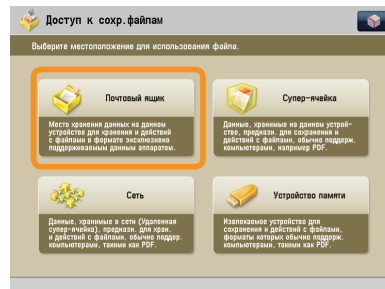 Доступ к сохр.файлам
Выберите местоположение для использования файла.
Почтовый ящик
Место хранения данных на данном
устройстве для хранения и действий
с файлами в формате эксклюзивно
поддерживаемым данным аппаратом.
Супер-ячейка
Данные, хранимые на данном устрой-
стве, предназн. для сохранения и
действий с файлами, обычно поддерж.
компьютерами, например PDF.
Сеть
Данные, хранимые в сети (Удаленная
супер-ячейка), предназн. для хран.
и действий с файлами, обычно поддер.
компьютерами, такими как PDF.
Устройство памяти
Извлекаемое устройство для
сохранения и действий с файлами,
форматы которых обычно поддерж.
компьютерами, такими как PDF.